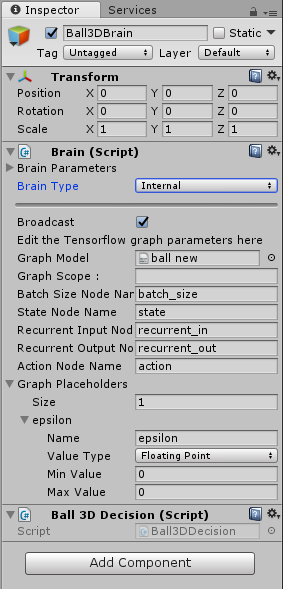 Inspector Services
Ball3DBrain Static
Tag Untagged Layer Default
Transform
Position X 0 Y 0 Z 0
Rotation X 0 Y 0 Z 0
Scale X 1 Y 1 Z 1
Brain (Script)
Brain Parameters
Brain Type Internal
Broadcast
Edit the Tensorflow graph parameters here
Graph Model ball new
Graph Scope :
Batch Size Node Nar batch_size
State Node Name state
Recurrent Input Nod recurrent_in
Recurrent Output No recurrent_out
Action Node Name action
Graph Placeholders
Size 1
epsilon
Name epsilon
Value Type Floating Point
Min Value 0
Max Value 0
Ball 3D Decision (Script)
Script Ball3DDecision
Add Component